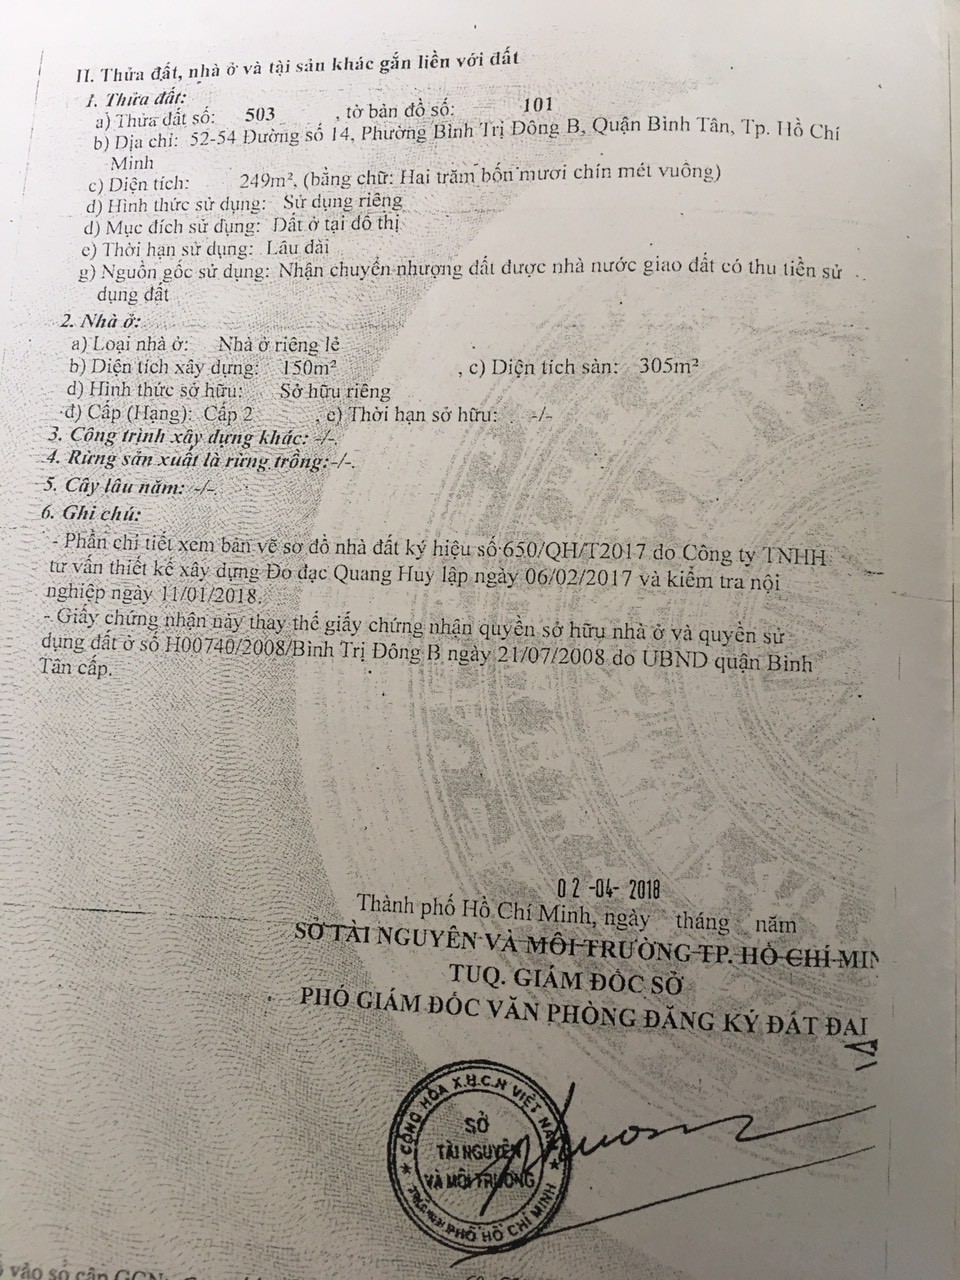 II. Thửa đất, nhà ở và tài sản khác gắn liền với đất
1. Thửa đất:
a) Thửa đất số: 503 , tờ bản đồ số: 101
b) Địa chỉ: 52-54 Đường số 14, Phường Bình Trị Đông B, Quận Bình Tân, Tp. Hồ Chí
Minh
c) Diện tích: 249m², (bằng chữ: Hai trăm bốn mươi chín mét vuông)
d) Hình thức sử dụng: Sử dụng riêng
đ) Mục đích sử dụng: Đất ở tại đô thị
e) Thời hạn sử dụng: Lâu dài
g) Nguồn gốc sử dụng: Nhận chuyển nhượng đất được nhà nước giao đất có thu tiền sử
dụng đất
2. Nhà ở:
a) Loại nhà ở: Nhà ở riêng lẻ
b) Diện tích xây dựng: 150m² , c) Diện tích sàn: 305m²
d) Hình thức sở hữu: Sở hữu riêng
đ) Cấp (Hạng): Cấp 2 , e) Thời hạn sở hữu: -/-
3. Công trình xây dựng khác: -/-.
4. Rừng sản xuất là rừng trồng:-/-.
5. Cây lâu năm: -/-.
6. Ghi chú:
- Phần chi tiết xem bản vẽ sơ đồ nhà đất ký hiệu số 650/QH/T2017 do Công ty TNHH
tư vấn thiết kế xây dựng Đo đạc Quang Huy lập ngày 06/02/2017 và kiểm tra nội
nghiệp ngày 11/01/2018.
- Giấy chứng nhận này thay thế giấy chứng nhận quyền sở hữu nhà ở và quyền sử
dụng đất ở số H00740/2008/Bình Trị Đông B ngày 21/07/2008 do UBND quận Bình
Tân cấp.
02 -04- 2018
Thành phố Hồ Chí Minh, ngày tháng năm
SỞ TÀI NGUYÊN VÀ MÔI TRƯỜNG TP. HỒ CHÍ MIN
TUQ. GIÁM ĐỐC SỞ
PHÓ GIÁM ĐỐC VĂN PHÒNG ĐĂNG KÝ ĐẤT ĐAI
CỘNG HÒA X.H.C.N VIỆT NAM
SỞ
TÀI NGUYÊN
VÀ MÔI TRƯỜNG
THÀNH PHỐ HỒ CHÍ MINH
vào sổ cấp GCN: